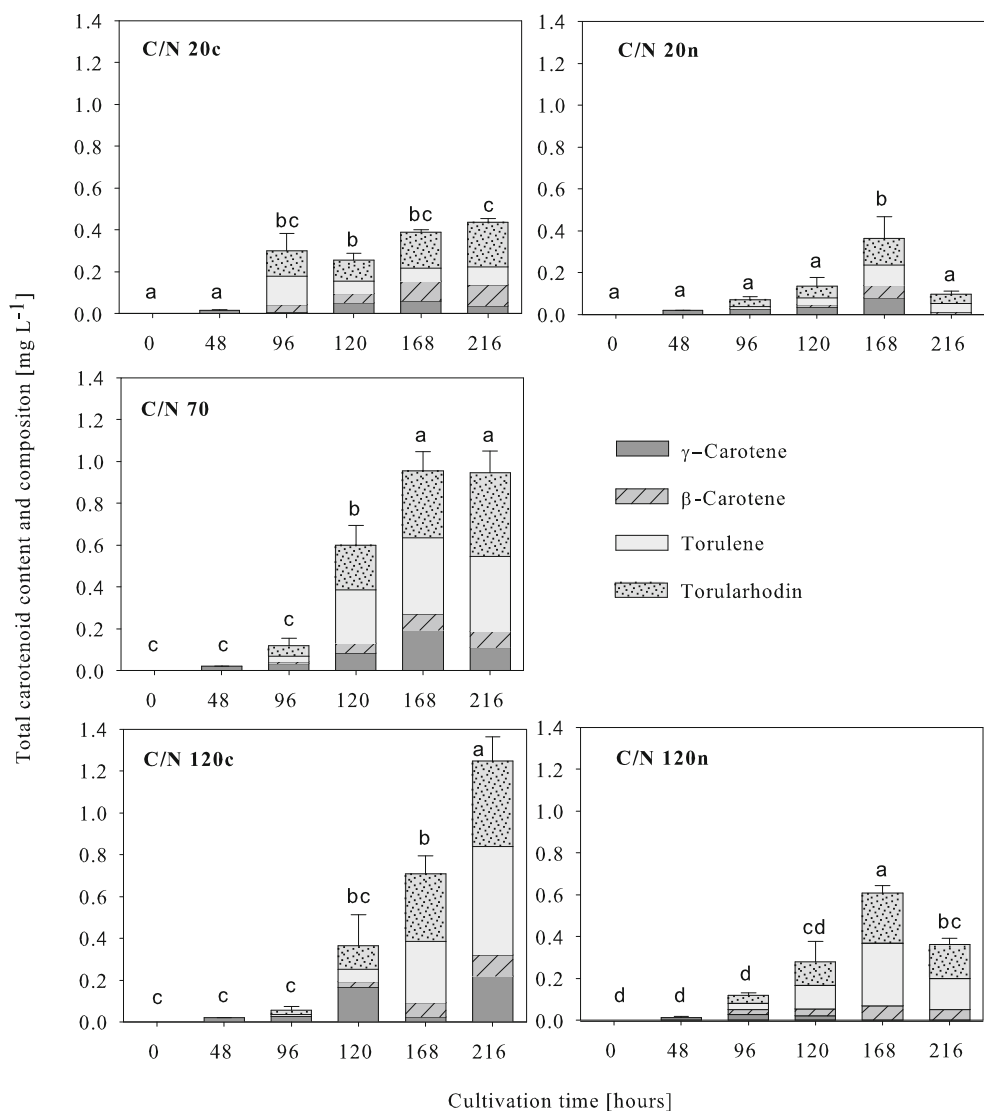 Total carotenoid content and compositon [mg L⁻¹]
C/N 20c
1.4
1.2
1.0
0.8
0.6
0.4
0.2
0.0
a a bc b bc c
0 48 96 120 168 216
C/N 20n
1.4
1.2
1.0
0.8
0.6
0.4
0.2
0.0
a a a a b a
0 48 96 120 168 216
C/N 70
1.4
1.2
1.0
0.8
0.6
0.4
0.2
0.0
c c c b a a
0 48 96 120 168 216
γ–Carotene
β-Carotene
Torulene
Torularhodin
C/N 120c
1.4
1.2
1.0
0.8
0.6
0.4
0.2
0.0
c c c bc b a
0 48 96 120 168 216
C/N 120n
1.4
1.2
1.0
0.8
0.6
0.4
0.2
0.0
d d d cd a bc
0 48 96 120 168 216
Cultivation time [hours]